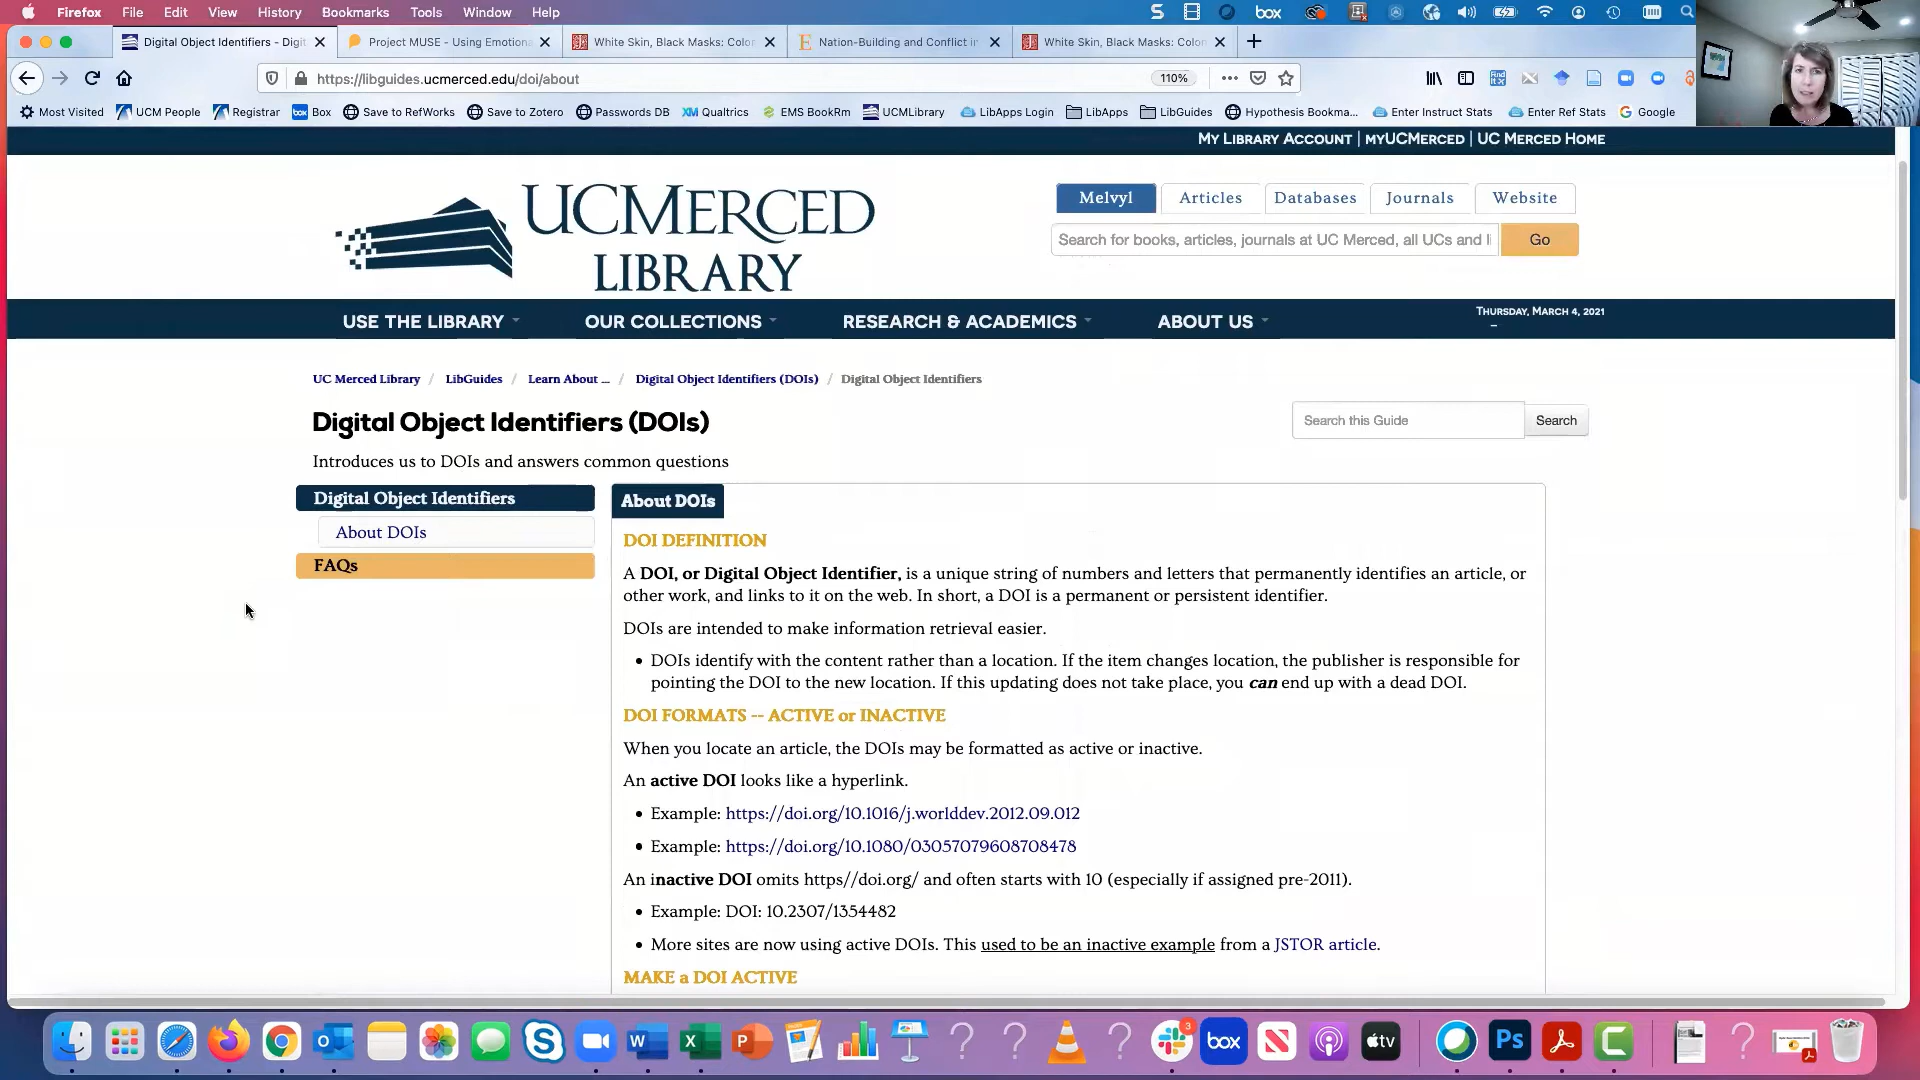 Firefox File Edit View History Bookmarks Tools Window Help
S box
Digital Object Identifiers - Digit
Project MUSE - Using Emotiona
White Skin, Black Masks: Color
Nation-Building and Conflict in
White Skin, Black Masks: Color
https://libguides.ucmerced.edu/doi/about 110%
Most Visited UCM People Registrar Box Save to RefWorks Save to Zotero Passwords DB XM Qualtrics EMS BookRm UCMLibrary LibApps Login LibApps LibGuides Hypothesis Bookma... Enter Instruct Stats Enter Ref Stats Google
My Library Account | myUCMerced | UC Merced Home
UCMERCED
LIBRARY
Melvyl Articles Databases Journals Website
Search for books, articles, journals at UC Merced, all UCs and li Go
USE THE LIBRARY OUR COLLECTIONS RESEARCH & ACADEMICS ABOUT US
Thursday, March 4, 2021
–
UC Merced Library / LibGuides / Learn About ... / Digital Object Identifiers (DOIs) / Digital Object Identifiers
Digital Object Identifiers (DOIs)
Search this Guide Search
Introduces us to DOIs and answers common questions
Digital Object Identifiers
About DOIs
FAQs
About DOIs
DOI DEFINITION
A DOI, or Digital Object Identifier, is a unique string of numbers and letters that permanently identifies an article, or
other work, and links to it on the web. In short, a DOI is a permanent or persistent identifier.
DOIs are intended to make information retrieval easier.
• DOIs identify with the content rather than a location. If the item changes location, the publisher is responsible for
pointing the DOI to the new location. If this updating does not take place, you can end up with a dead DOI.
DOI FORMATS -- ACTIVE or INACTIVE
When you locate an article, the DOIs may be formatted as active or inactive.
An active DOI looks like a hyperlink.
• Example: https://doi.org/10.1016/j.worlddev.2012.09.012
• Example: https://doi.org/10.1080/03057079608708478
An inactive DOI omits https//doi.org/ and often starts with 10 (especially if assigned pre-2011).
• Example: DOI: 10.2307/1354482
• More sites are now using active DOIs. This used to be an inactive example from a JSTOR article.
MAKE a DOI ACTIVE
O S W X P ? ? ? 3 box N tv Ps C ?